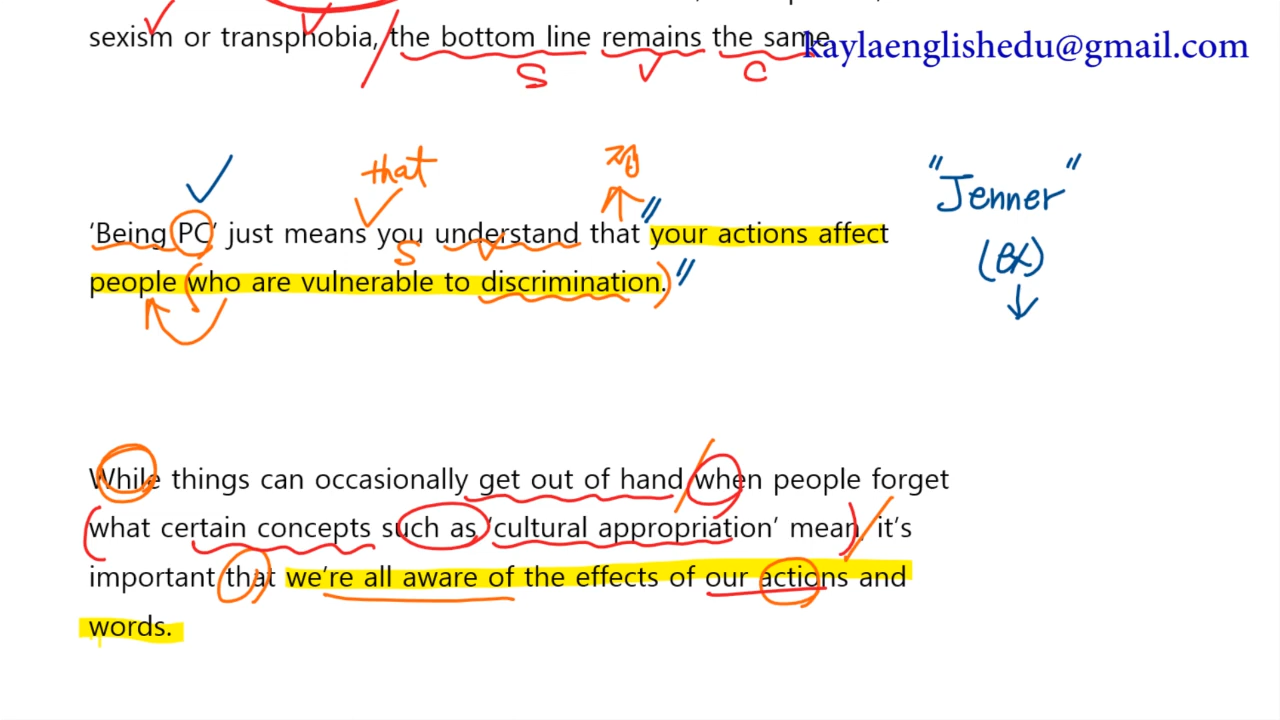 sexism or transphobia, the bottom line remains the same
kaylaenglishedu@gmail.com
S V C
that
"Jenner"
(ex)
'Being PC' just means you understand that "your actions affect
S V
people (who are vulnerable to discrimination.)"
While things can occasionally get out of hand / when people forget
(what certain concepts such as 'cultural appropriation' mean,) / it's
important that we're all aware of the effects of our actions and
words.